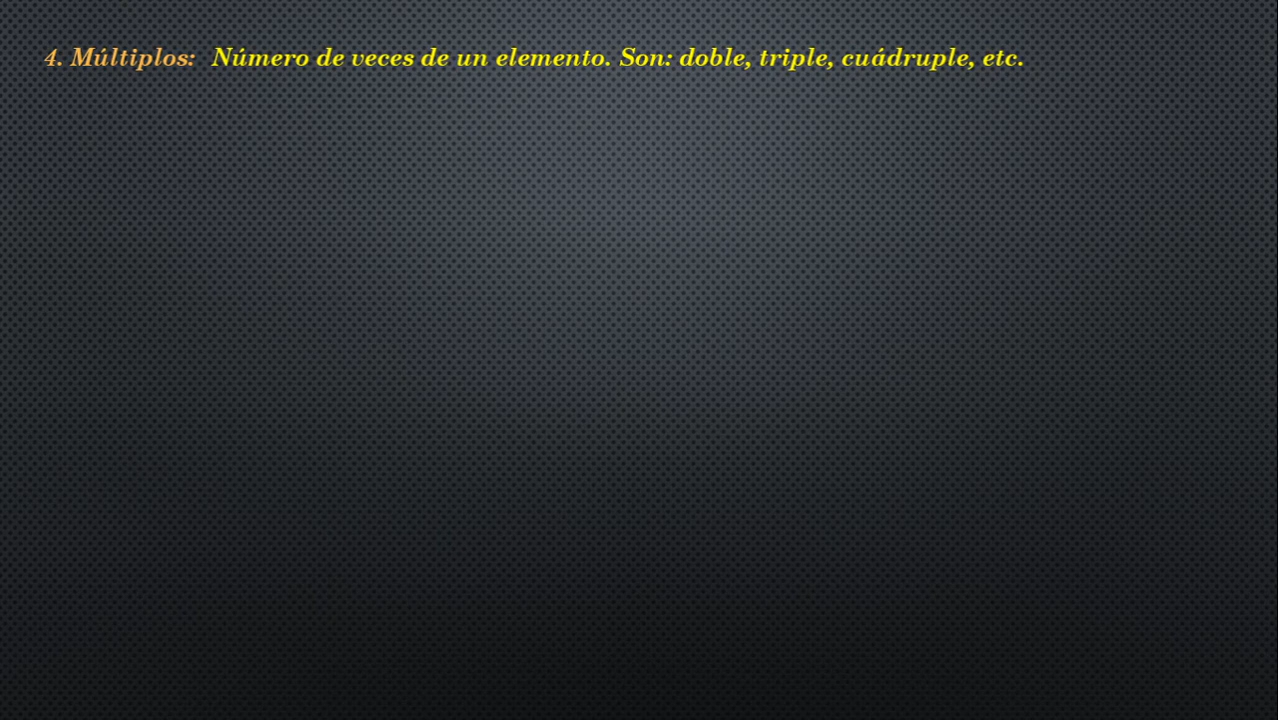 4. Múltiplos: Número de veces de un elemento. Son: doble, triple, cuádruple, etc.